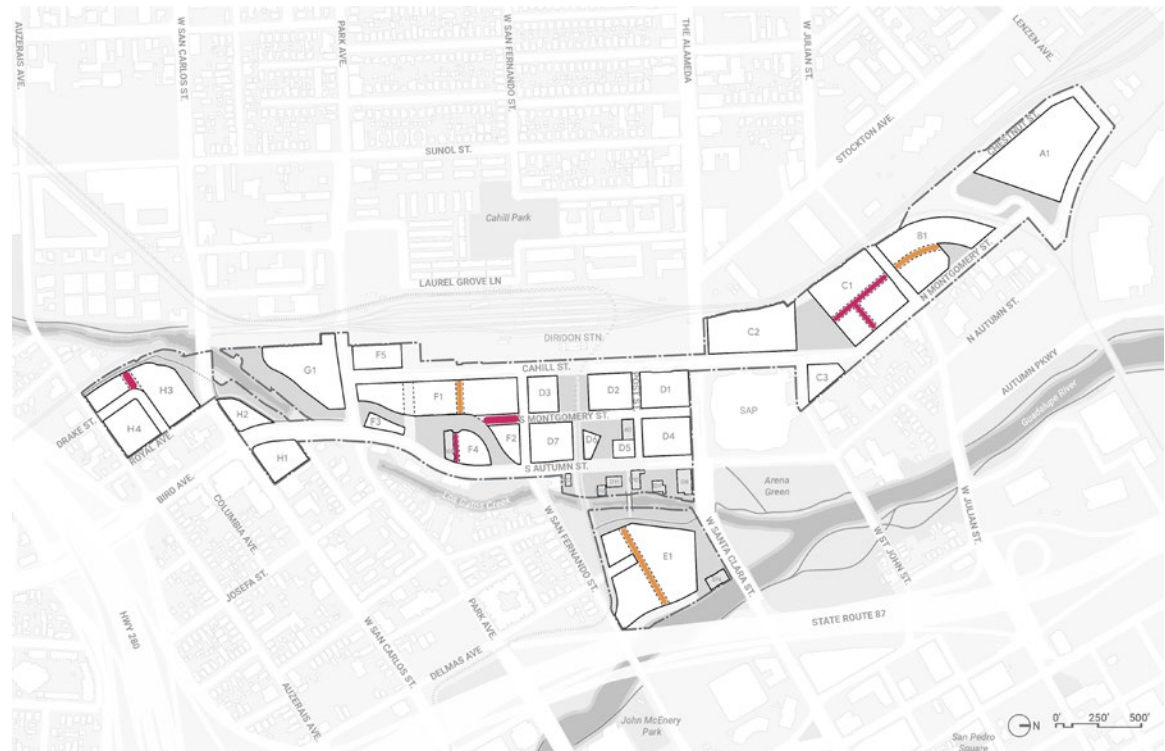 AUZERAIS AVE.
W SAN CARLOS ST.
PARK AVE.
W SAN FERNANDO ST.
THE ALAMEDA
W JULIAN ST.
LENZEN AVE.
STOCKTON AVE.
SUNOL ST.
CHESTNUT ST.
A1
Cahill Park
B1
LAUREL GROVE LN
C1
N MONTGOMERY ST.
N AUTUMN ST.
DIRIDON STN.
C2
AUTUMN PKWY
G1
F5
CAHILL ST.
C3
Guadalupe River
H3
F1
D3
D2
POST ST.
D1
SAP
H4
H2
F3
S MONTGOMERY ST.
F2
D7
D6
D5
D4
DRAKE ST.
ROYAL AVE.
H1
F4
S AUTUMN ST.
BIRD AVE.
Los Gatos Creek
Arena
Green
COLUMBIA AVE.
W SAN FERNANDO ST.
W SANTA CLARA ST.
W ST JOHN ST.
W JULIAN ST.
E1
JOSEFA ST.
PARK AVE.
HWY 280
W SAN CARLOS ST.
DELMAS AVE.
STATE ROUTE 87
AUZERAIS AVE.
John McEnery
Park
San Pedro
Square
N
0' 250' 500'